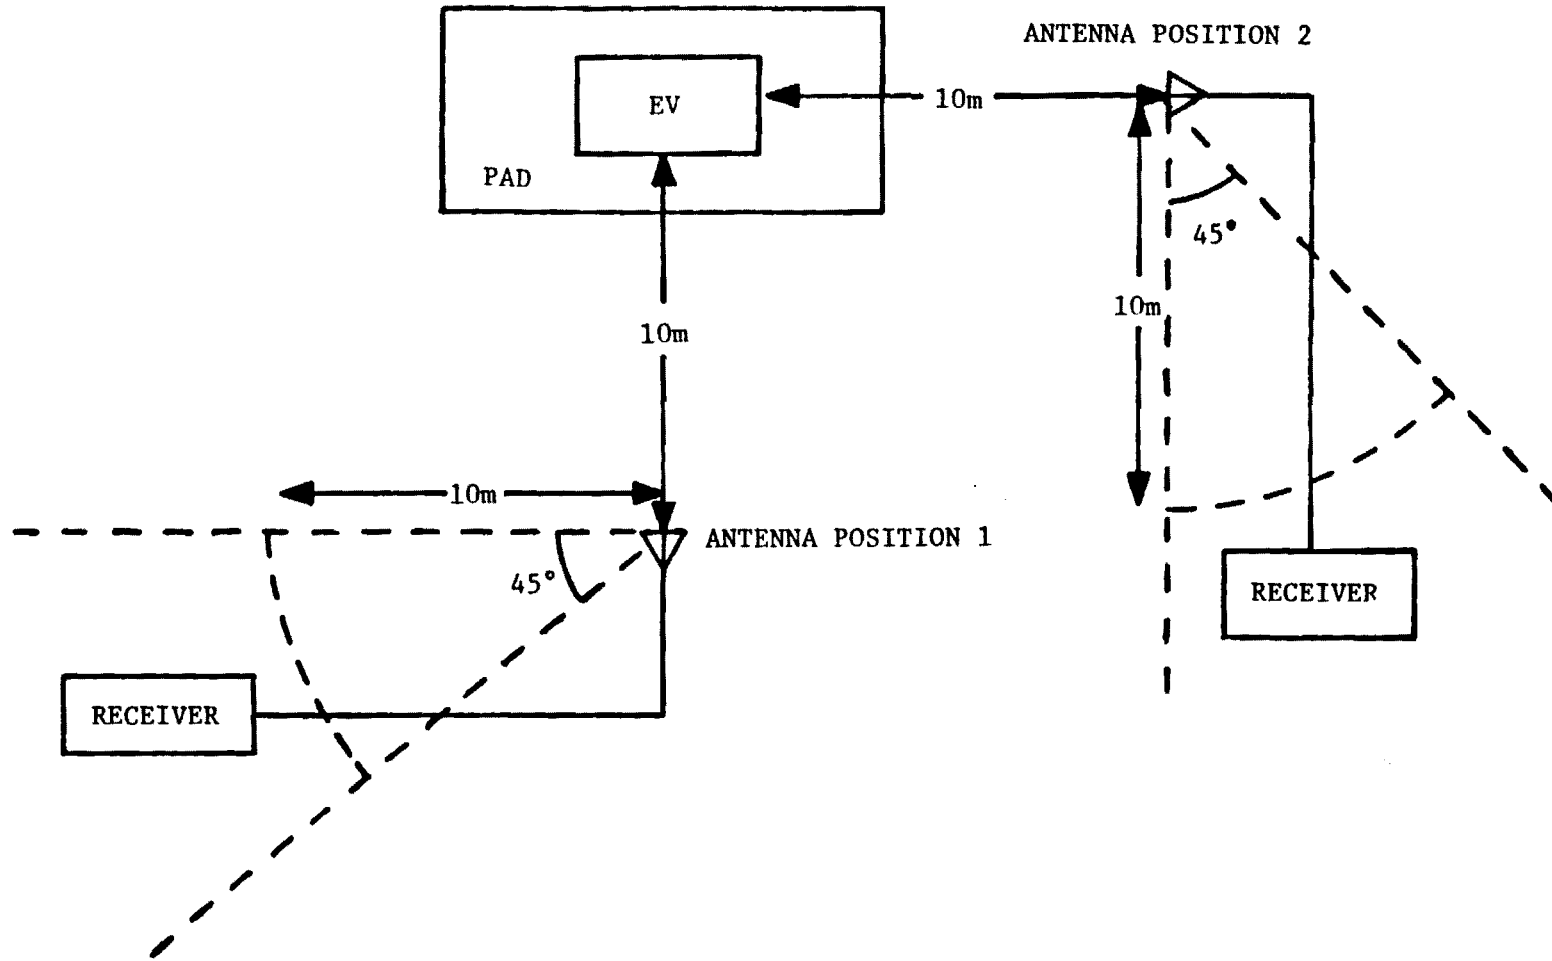 ANTENNA POSITION 2
EV
10m
PAD
45°
10m
10m
10m
ANTENNA POSITION 1
45°
RECEIVER
RECEIVER